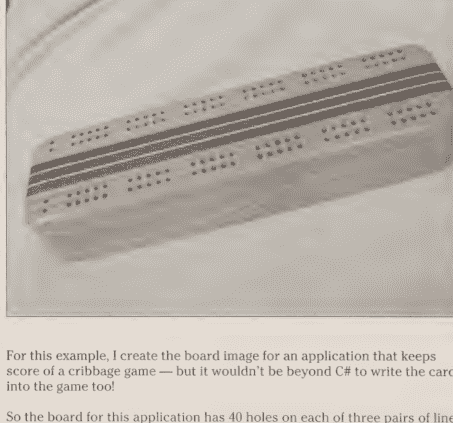 For this example, I create the board image for an application that keeps
score of a cribbage game — but it wouldn't be beyond C# to write the
into the game too!
So the board for this application has 40 holes on each of three pairs of